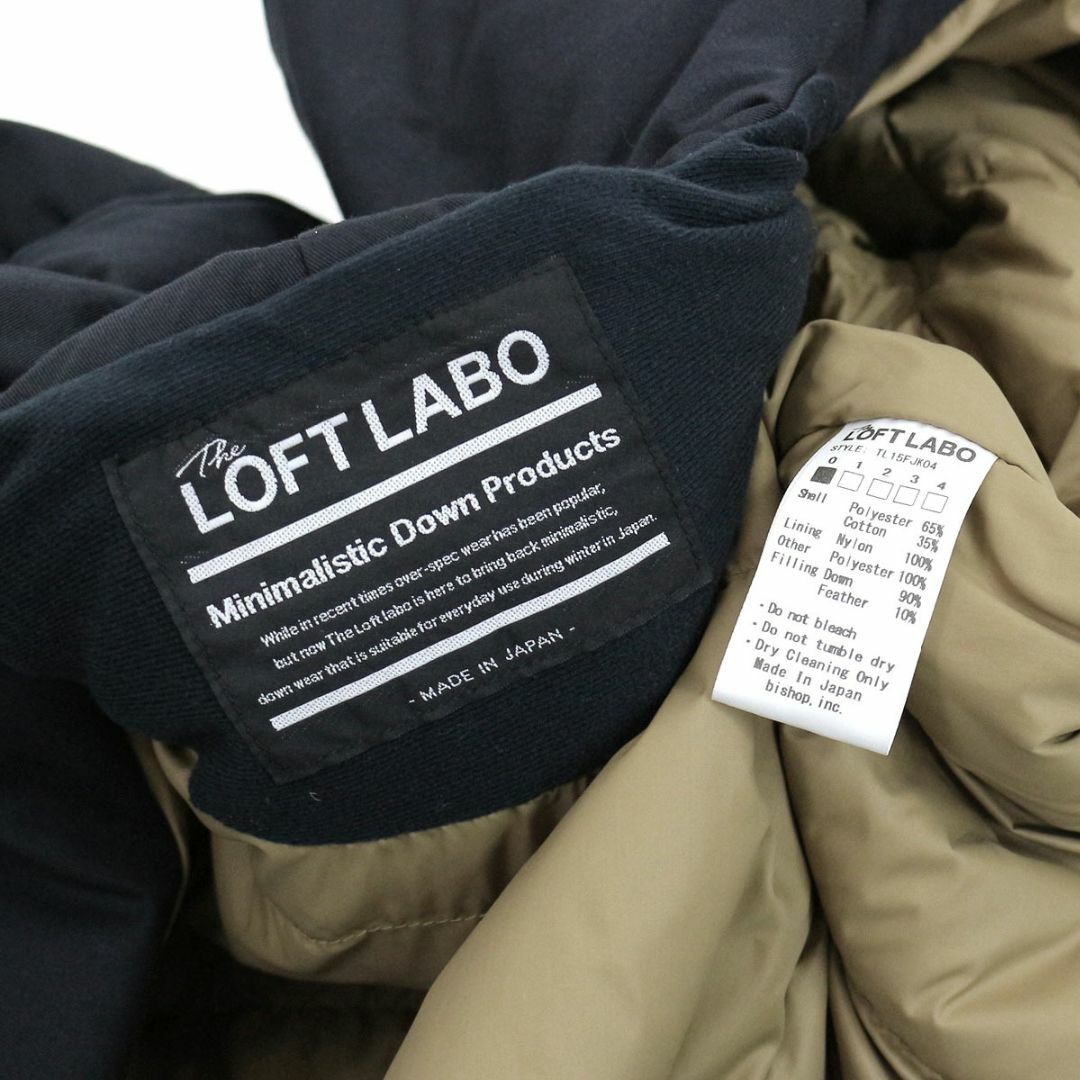 The
LOFT LABO
Minimalistic Down Products
While in recent times over-spec wear has been popular,
but now The Loft labo is here to bring back minimalistic,
down wear that is suitable for everyday use during winter in Japan.
- MADE IN JAPAN -
The
LOFT LABO
STYLE. TL15FJK04
0 1 2 3 4
Shell Polyester 65%
Cotton 35%
Lining Nylon 100%
Other Polyester 100%
Filling Down 90%
Feather 10%
・Do not bleach
・Do not tumble dry
・Dry Cleaning Only
Made In Japan
bishop, inc.